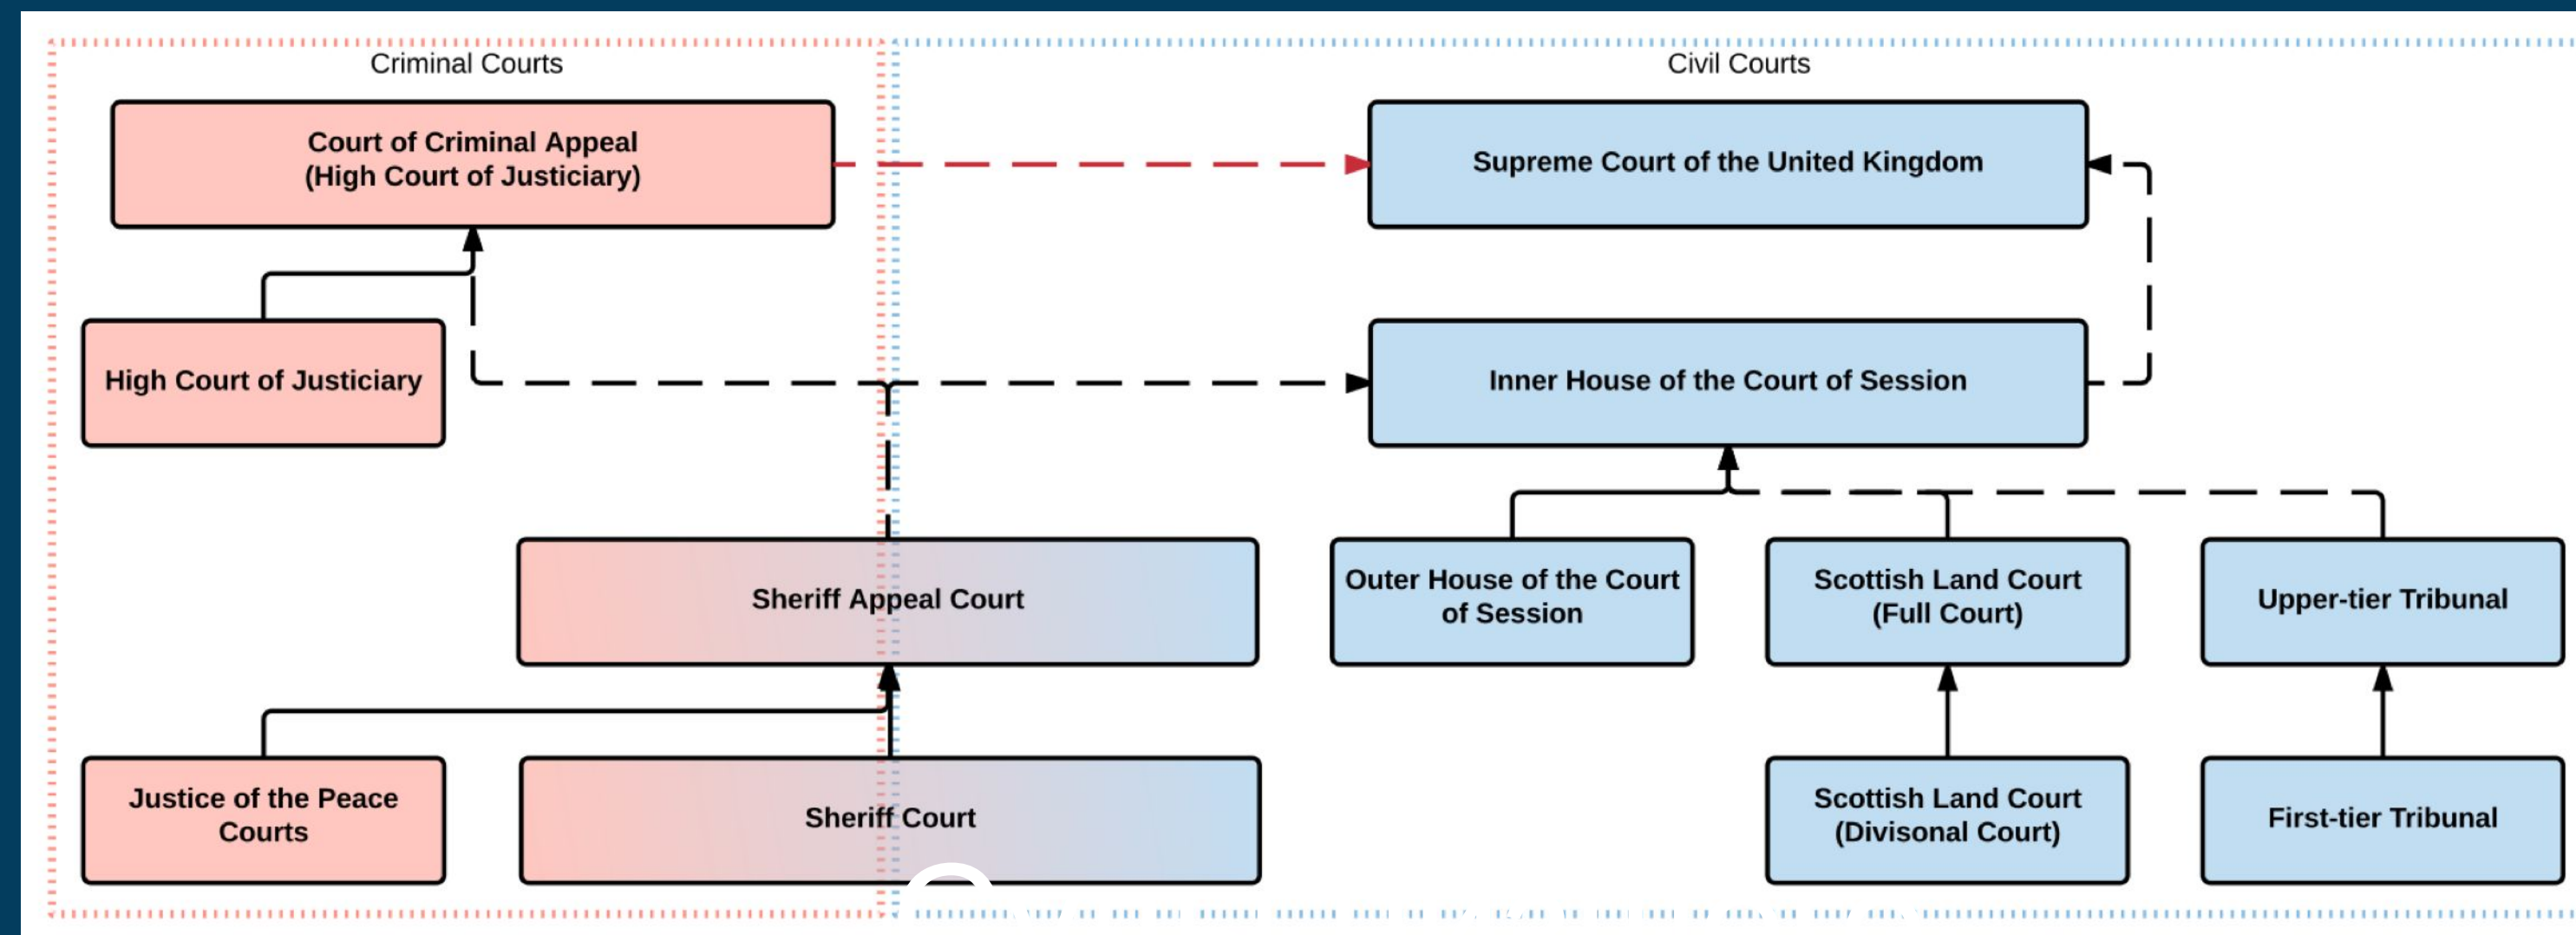 Criminal Courts
Civil Courts
Court of Criminal Appeal
(High Court of Justiciary)
Supreme Court of the United Kingdom
High Court of Justiciary
Inner House of the Court of Session
Sheriff Appeal Court
Outer House of the Court
of Session
Scottish Land Court
(Full Court)
Upper-tier Tribunal
Justice of the Peace
Courts
Sheriff Court
Scottish Land Court
(Divisonal Court)
First-tier Tribunal